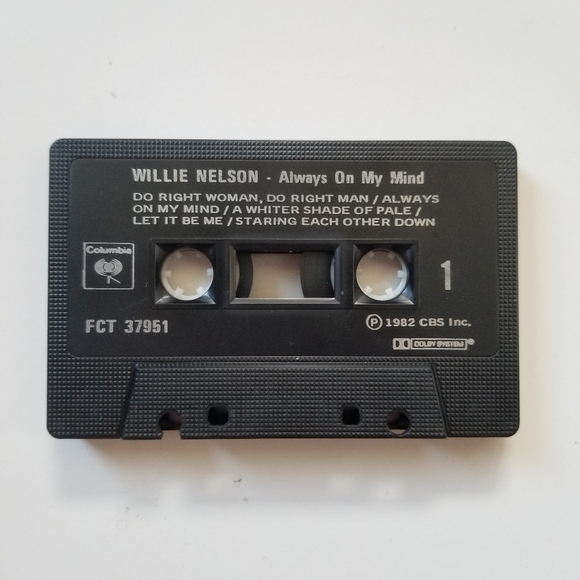 WILLIE NELSON - Always On My Mind
DO RIGHT WOMAN, DO RIGHT MAN / ALWAYS
ON MY MIND / A WHITER SHADE OF PALE /
LET IT BE ME / STARING EACH OTHER DOWN
Columbia
1
FCT 37951
Ⓟ 1982 CBS Inc.
DOLBY SYSTEM®